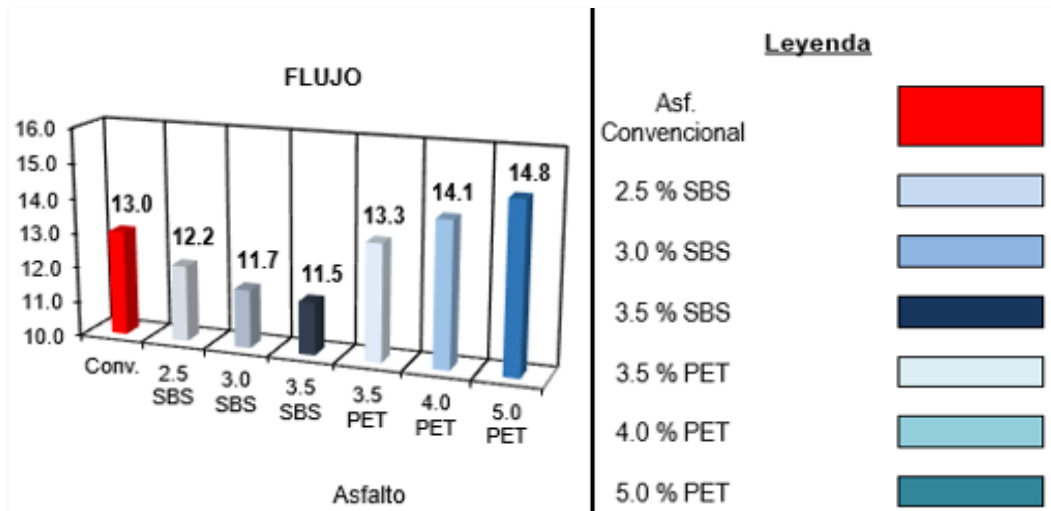 FLUJO
16.0
15.0
14.0
13.0
12.0
11.0
10.0
13.0
12.2
11.7
11.5
13.3
14.1
14.8
Conv.
2.5
SBS
3.0
SBS
3.5
SBS
3.5
PET
4.0
PET
5.0
PET
Asfalto
Leyenda
Asf.
Convencional
2.5 % SBS
3.0 % SBS
3.5 % SBS
3.5 % PET
4.0 % PET
5.0 % PET